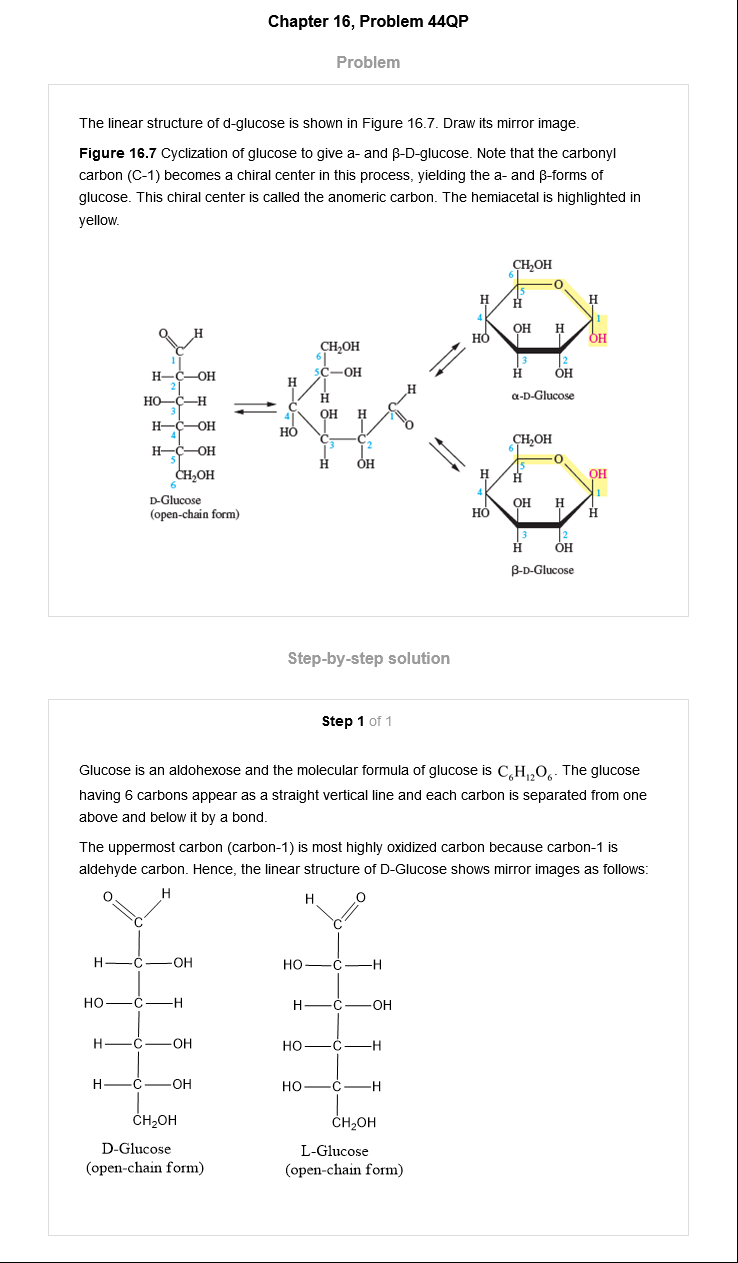 Chapter 16, Problem 44QP
Problem
The linear structure of d-glucose is shown in Figure 16.7. Draw its mirror image.
Figure 16.7 Cyclization of glucose to give a- and β-D-glucose. Note that the carbonyl
carbon (C-1) becomes a chiral center in this process, yielding the a- and β-forms of
glucose. This chiral center is called the anomeric carbon. The hemiacetal is highlighted in
yellow.
O H
C
1
H—C—OH
2
HO—C—H
3
H—C—OH
4
H—C—OH
5
CH₂OH
6
D-Glucose
(open-chain form)
CH₂OH
6
5C—OH
H
H
C
4
OH H
HO
C—C
3 2
H OH
H
C
1
O
CH₂OH
6
O
5
H H H
4 1
HO OH H OH
3 2
H OH
α-D-Glucose
CH₂OH
6
O
5
H H OH
4 1
HO OH H H
3 2
H OH
β-D-Glucose
Step-by-step solution
Step 1 of 1
Glucose is an aldohexose and the molecular formula of glucose is C₆H₁₂O₆. The glucose
having 6 carbons appear as a straight vertical line and each carbon is separated from one
above and below it by a bond.
The uppermost carbon (carbon-1) is most highly oxidized carbon because carbon-1 is
aldehyde carbon. Hence, the linear structure of D-Glucose shows mirror images as follows:
O H
C
H—C—OH
HO—C—H
H—C—OH
H—C—OH
CH₂OH
D-Glucose
(open-chain form)
H O
C
HO—C—H
H—C—OH
HO—C—H
HO—C—H
CH₂OH
L-Glucose
(open-chain form)